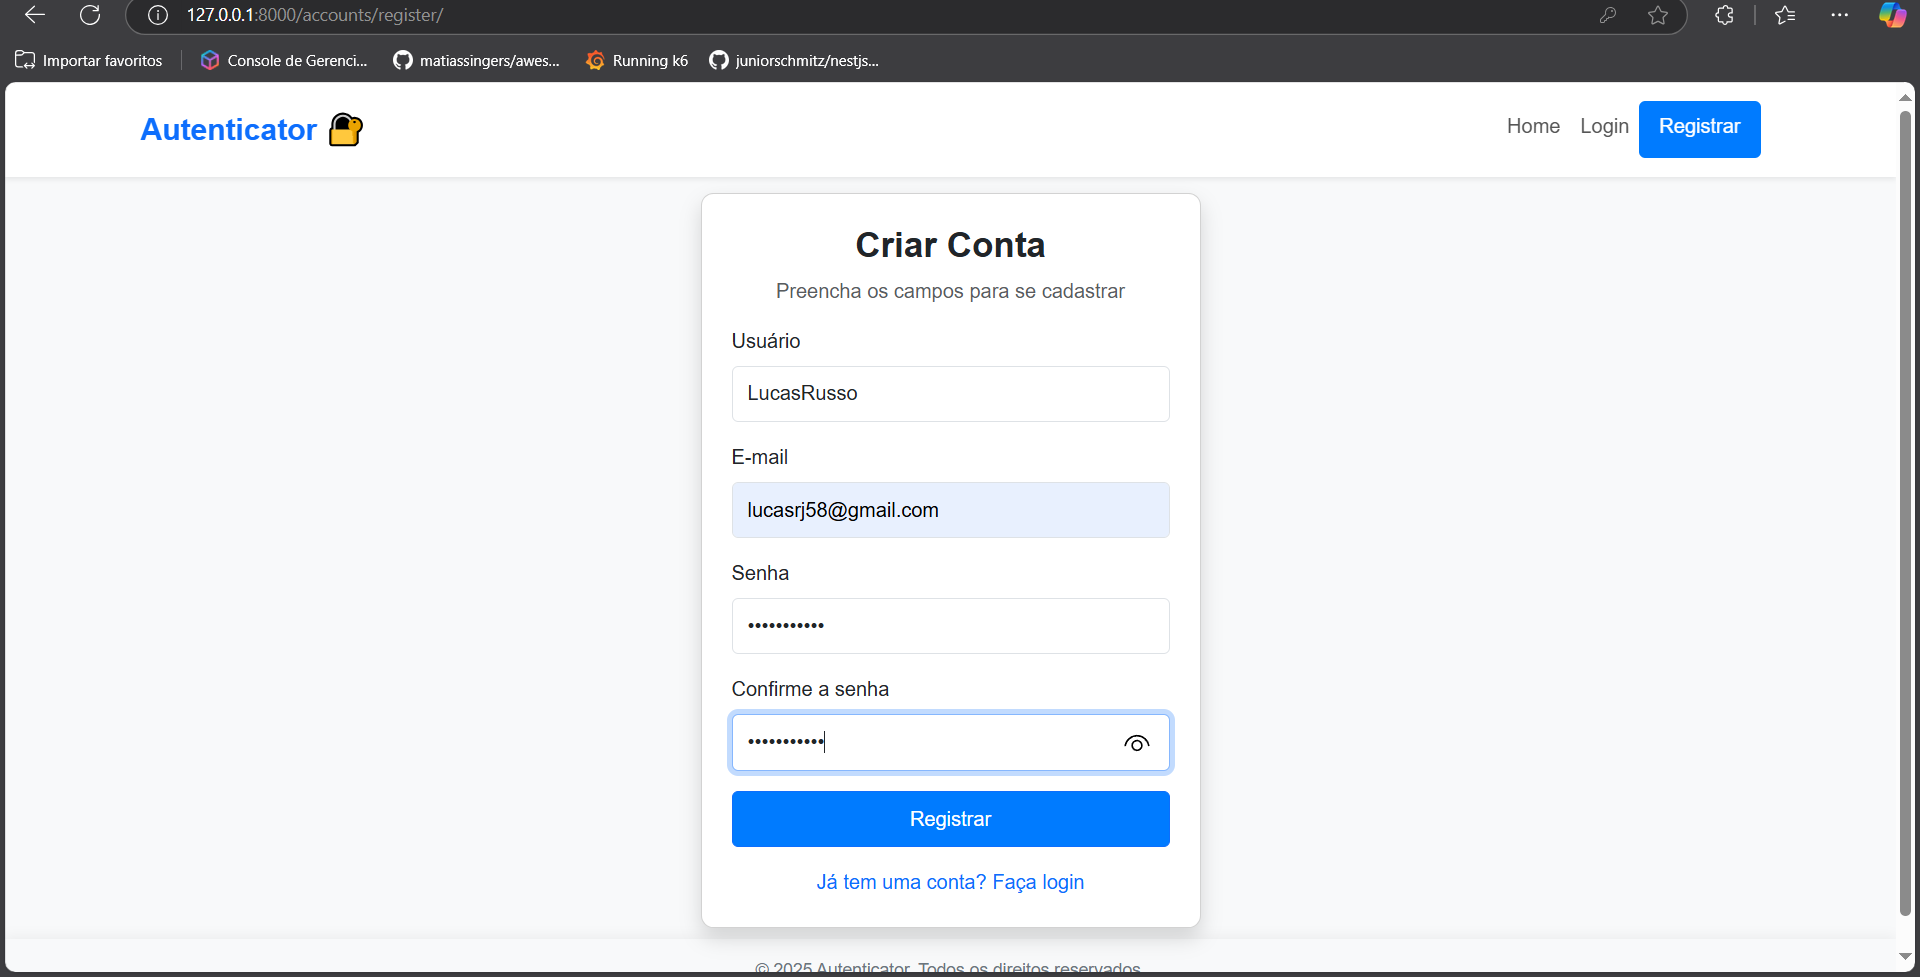 127.0.0.1:8000/accounts/register/
Importar favoritos
Console de Gerenci...
matiassingers/awes...
Running k6
juniorschmitz/nestjs...
Autenticator
Home
Login
Registrar
Criar Conta
Preencha os campos para se cadastrar
Usuário
LucasRusso
E-mail
lucasrj58@gmail.com
Senha
•••••••••••
Confirme a senha
•••••••••••
Registrar
Já tem uma conta? Faça login
© 2025 Autenticator. Todos os direitos reservados.